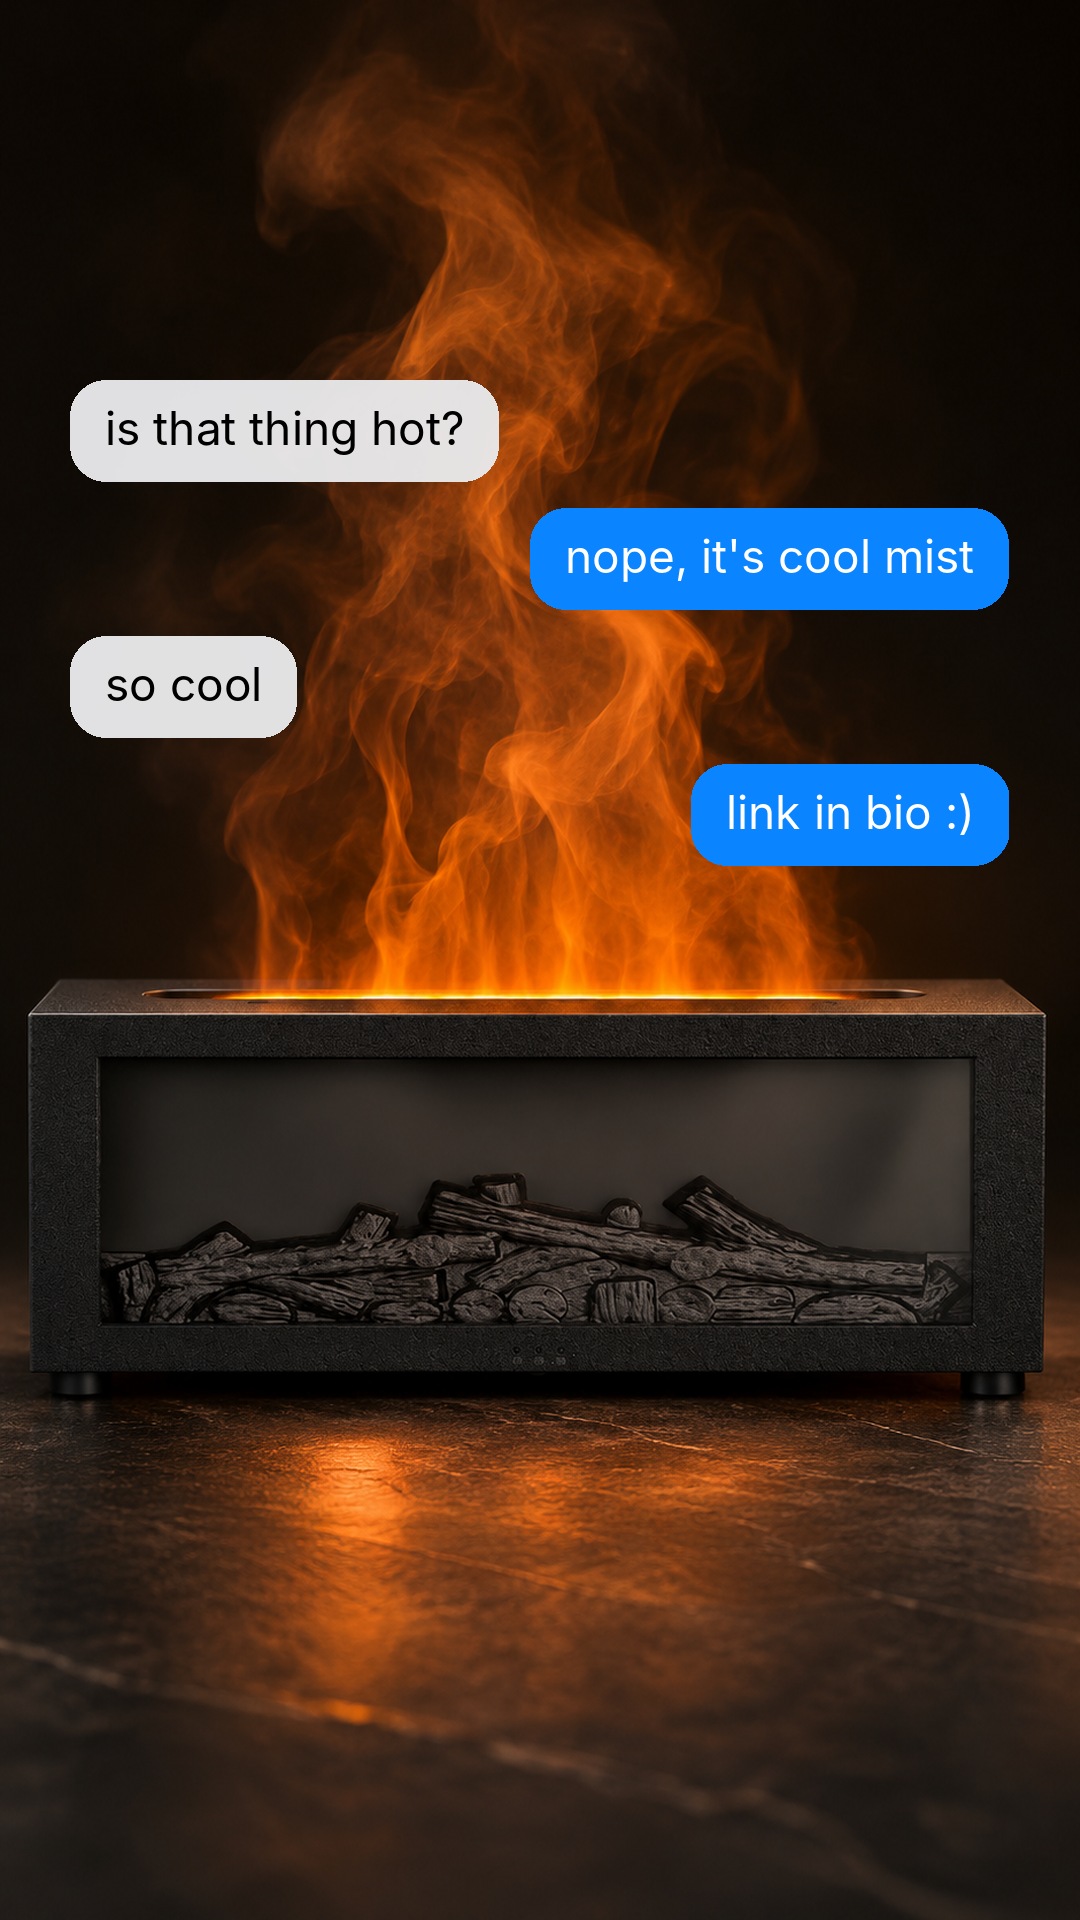 is that thing hot?
nope, it's cool mist
so cool
link in bio :)